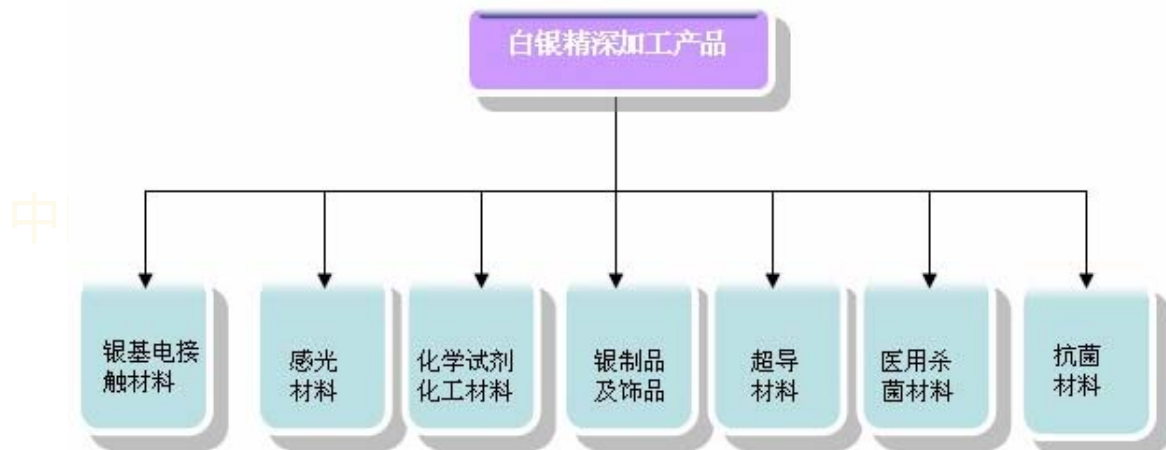 白银精深加工产品
中
银基电接
触材料
感光
材料
化学试剂
化工材料
银制品
及饰品
超导
材料
医用杀
菌材料
抗菌
材料